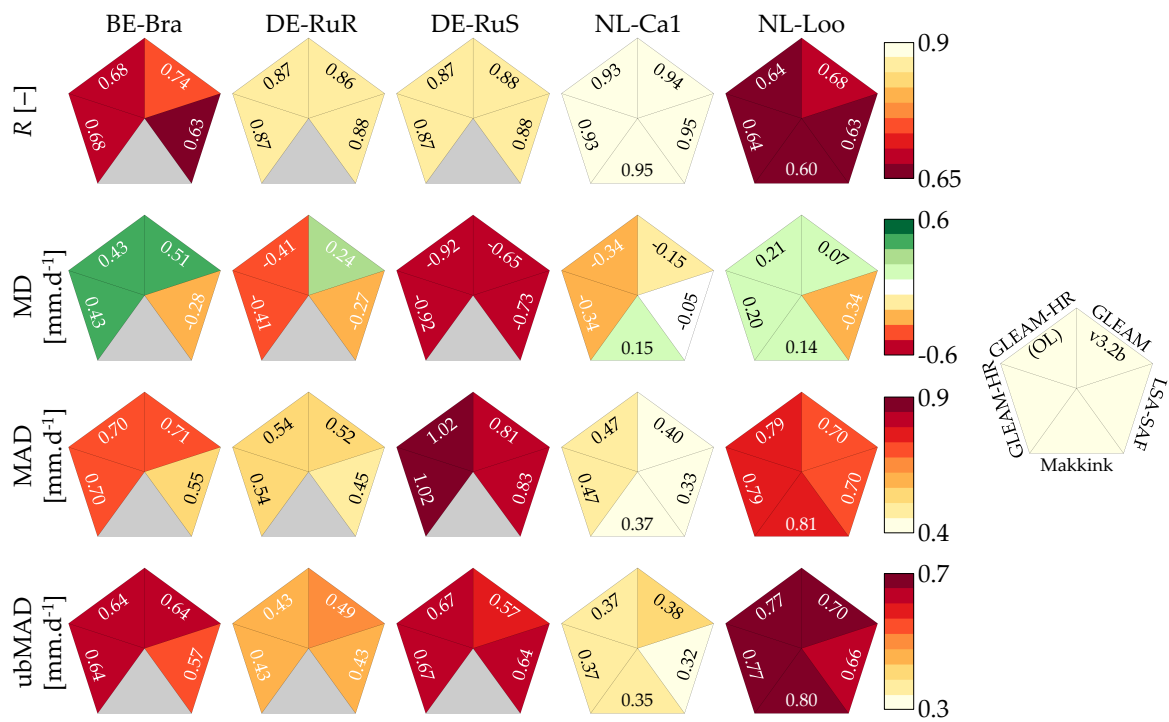 BE-Bra DE-RuR DE-RuS NL-Ca1 NL-Loo
R [–]
0.68 0.74 0.87 0.86 0.87 0.88 0.93 0.94 0.64 0.68 0.9
0.68 0.63 0.87 0.88 0.87 0.88 0.93 0.95 0.64 0.63
0.95 0.60 0.65
MD
[mm.d-1]
0.43 0.51 -0.41 0.24 -0.92 -0.65 -0.34 -0.15 0.21 0.07 0.6
0.43 -0.28 -0.41 -0.27 -0.92 -0.73 -0.34 -0.05 0.20 -0.34
0.15 0.14 -0.6
MAD
[mm.d-1]
0.70 0.71 0.54 0.52 1.02 0.81 0.47 0.40 0.79 0.70 0.9
0.70 0.55 0.54 0.45 1.02 0.83 0.47 0.33 0.79 0.70
0.37 0.81 0.4
ubMAD
[mm.d-1]
0.64 0.64 0.43 0.49 0.67 0.57 0.37 0.38 0.77 0.70 0.7
0.64 0.57 0.43 0.43 0.67 0.64 0.37 0.32 0.77 0.66
0.35 0.80 0.3
GLEAM-HR
(OL)
GLEAM
v3.2b
GLEAM-HR
LSA-SAF
Makkink